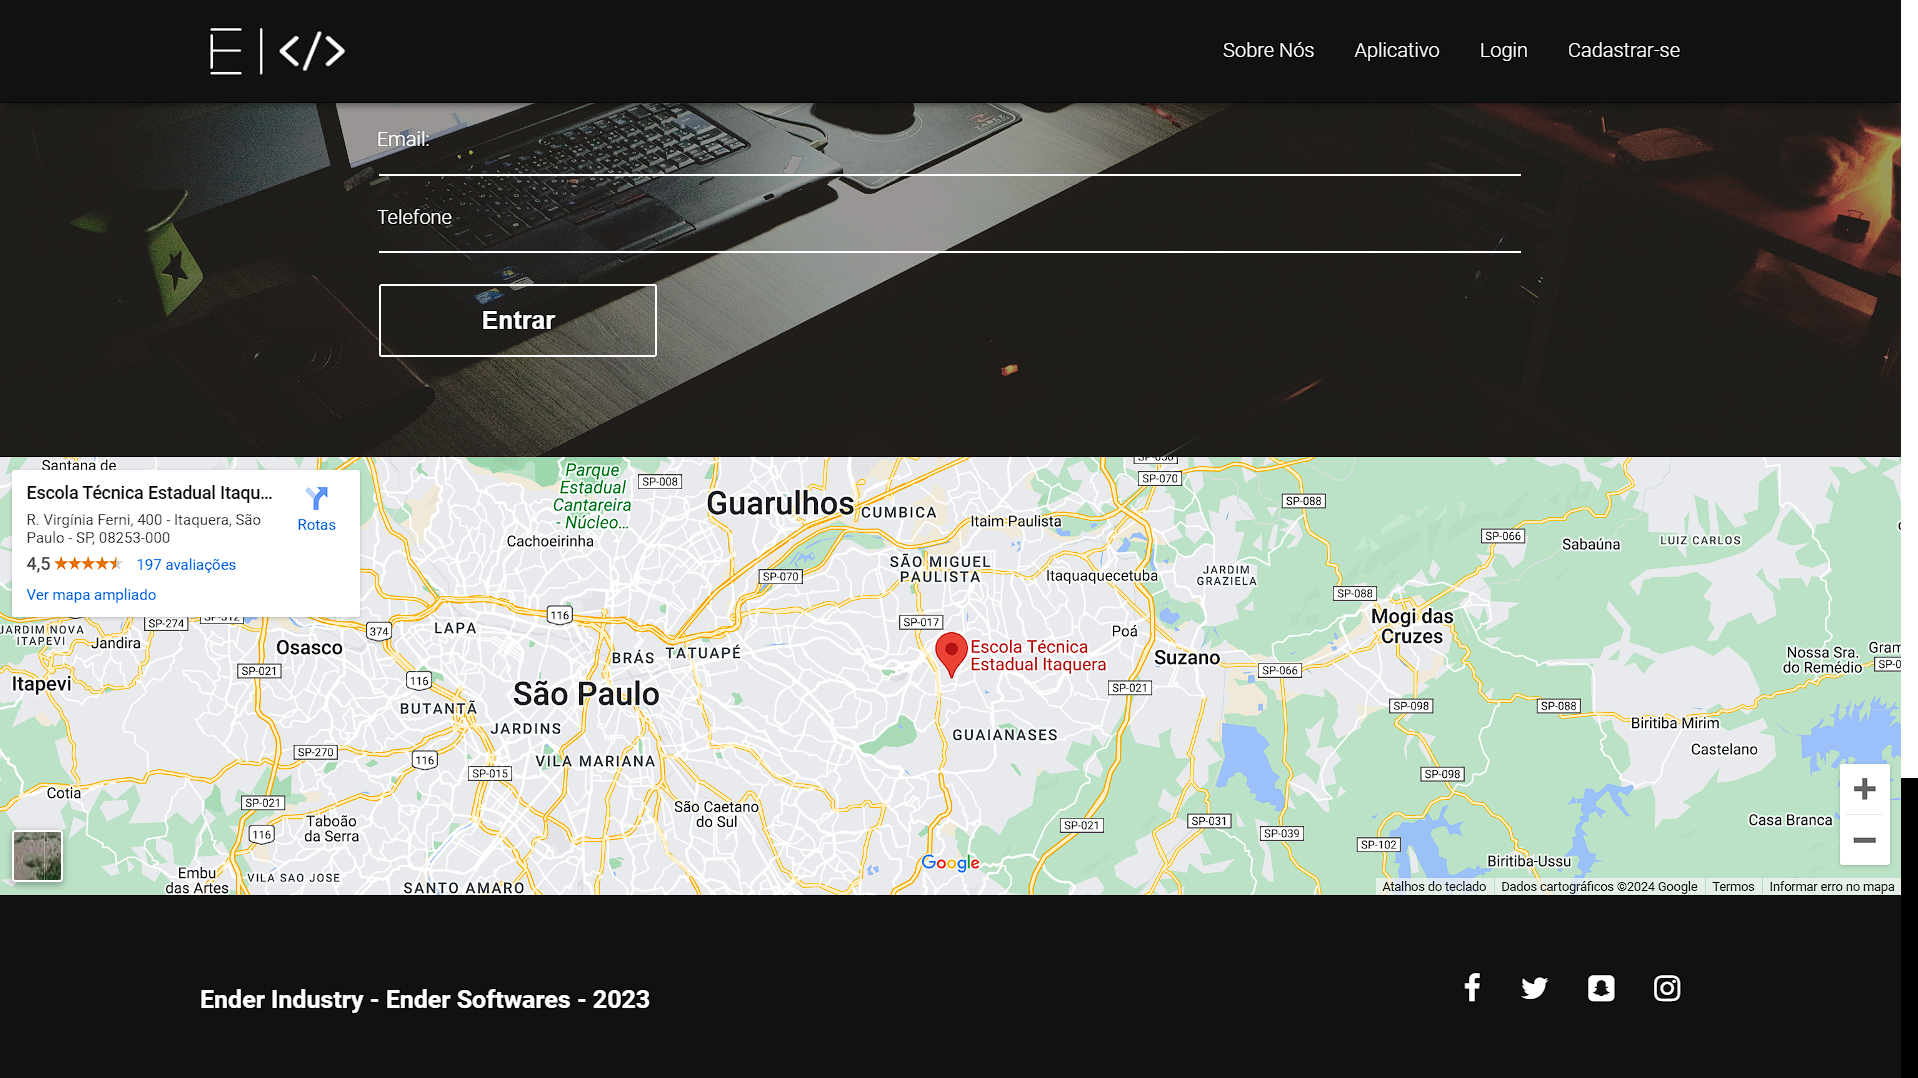 E | </>
Sobre Nós
Aplicativo
Login
Cadastrar-se
Email:
Telefone
Entrar
Escola Técnica Estadual Itaqu...
R. Virgínia Ferni, 400 - Itaquera, São
Paulo - SP, 08253-000
4,5
197 avaliações
Ver mapa ampliado
Rotas
Santana de
Parque
Estadual
Cantareira
- Núcleo...
SP-008
Guarulhos
CUMBICA
SP-070
SP-088
Itaim Paulista
Cachoeirinha
SP-066
Sabaúna
LUIZ CARLOS
SÃO MIGUEL
PAULISTA
SP-070
Itaquaquecetuba
JARDIM
GRAZIELA
SP-088
Mogi das
Cruzes
116
SP-017
SP-274
SP-312
374
LAPA
JARDIM NOVA
ITAPEVI
Jandira
Osasco
Poá
Escola Técnica
Estadual Itaquera
BRÁS
TATUAPÉ
Suzano
Nossa Sra.
do Remédio
Gram
SP-0
SP-021
SP-066
Itapevi
116
São Paulo
SP-021
BUTANTÃ
SP-098
SP-088
JARDINS
GUAIANASES
Biritiba Mirim
SP-270
116
VILA MARIANA
Castelano
SP-015
SP-098
Cotia
SP-021
São Caetano
do Sul
Taboão
da Serra
116
SP-021
SP-031
SP-039
Casa Branca
SP-102
Google
Biritiba-Ussu
Embu
das Artes
VILA SAO JOSE
SANTO AMARO
Atalhos do teclado
Dados cartográficos ©2024 Google
Termos
Informar erro no mapa
Ender Industry - Ender Softwares - 2023